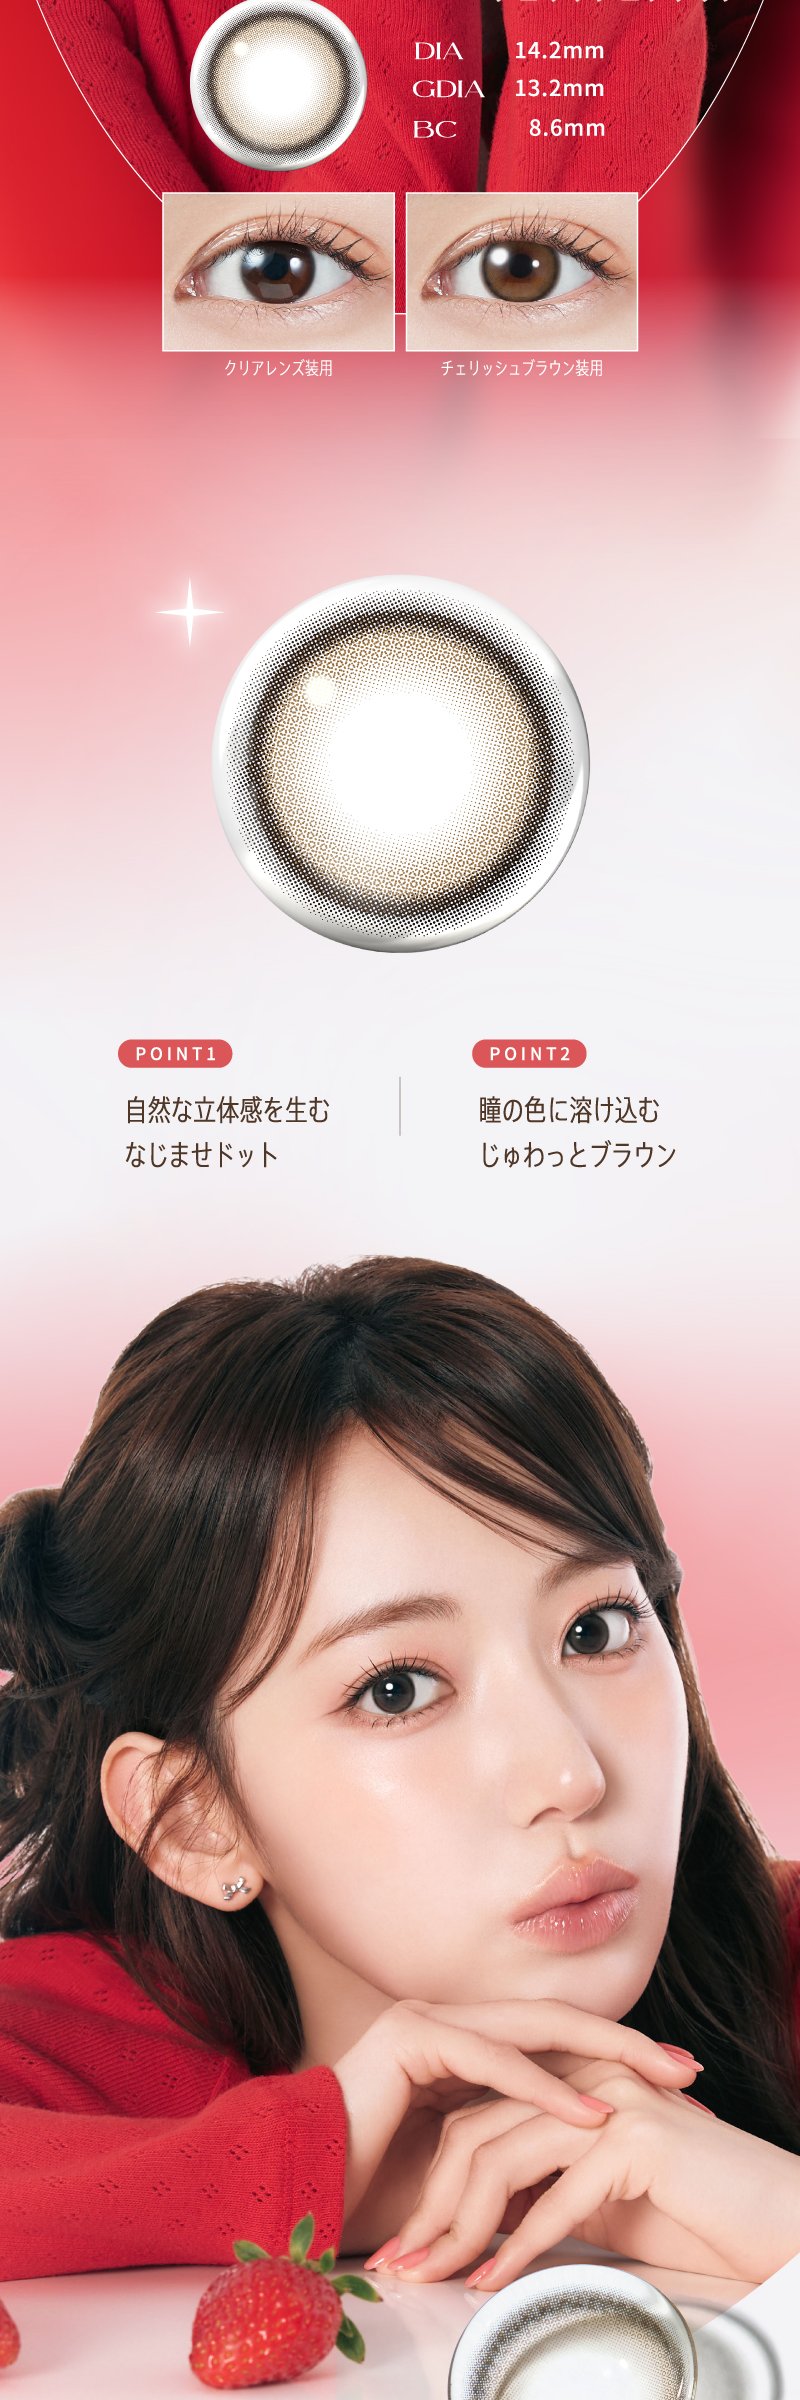 DIA 14.2mm
GDIA 13.2mm
BC 8.6mm
クリアレンズ装用
チェリッシュブラウン装用
POINT1
自然な立体感を生む
なじませドット
POINT2
瞳の色に溶け込む
じゅわっとブラウン